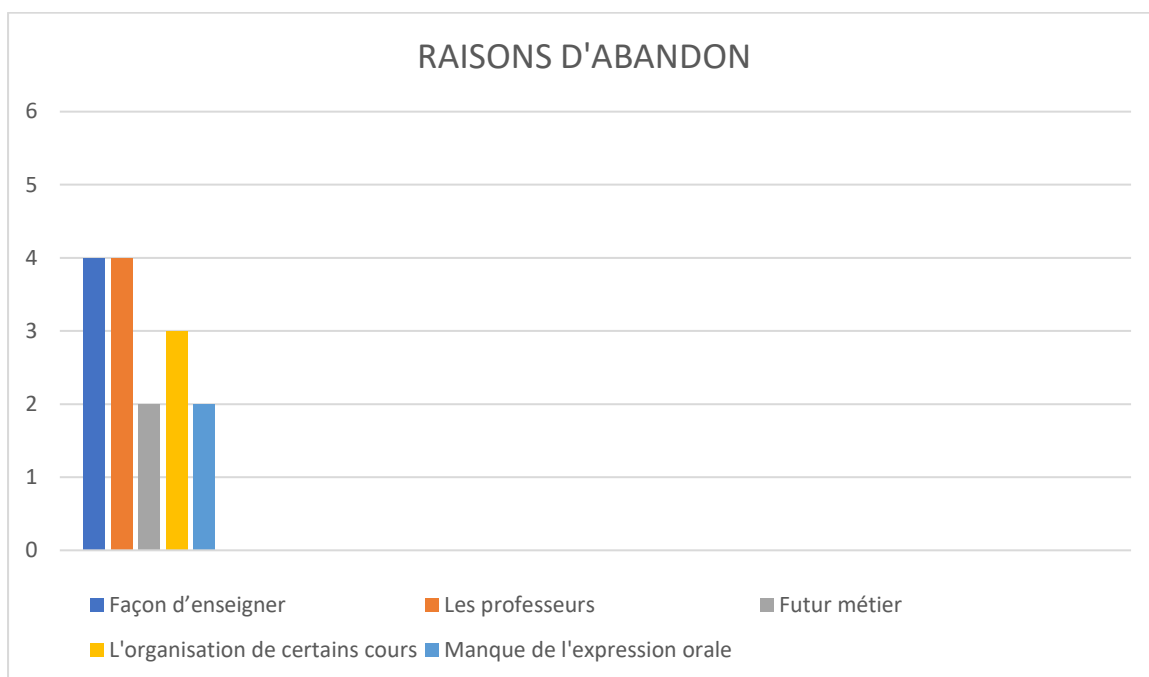 RAISONS D'ABANDON
6
5
4
3
2
1
0
Façon d’enseigner Les professeurs Futur métier
L'organisation de certains cours Manque de l'expression orale